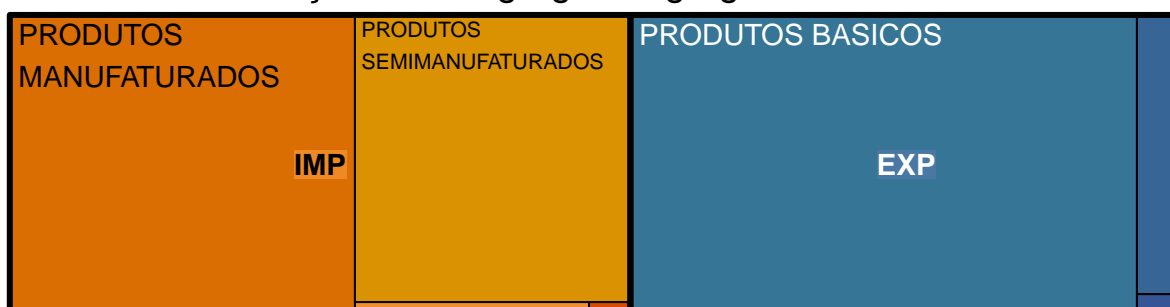 PRODUTOS
MANUFATURADOS
PRODUTOS
SEMIMANUFATURADOS
PRODUTOS BASICOS
IMP
EXP